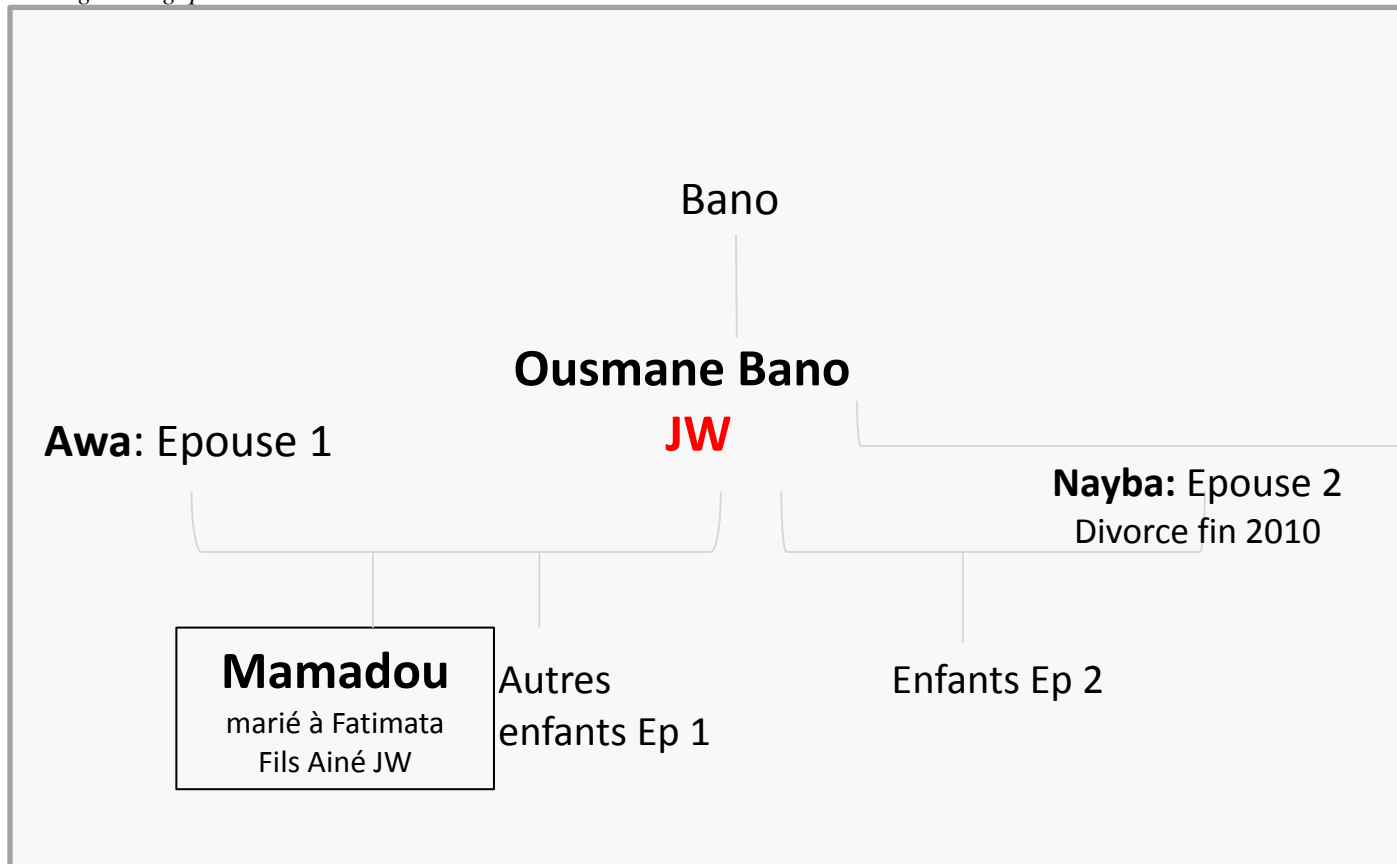 Bano
Ousmane Bano
JW
Awa: Epouse 1
Nayba: Epouse 2
Divorce fin 2010
Mamadou
marié à Fatimata
Fils Ainé JW
Autres
enfants Ep 1
Enfants Ep 2